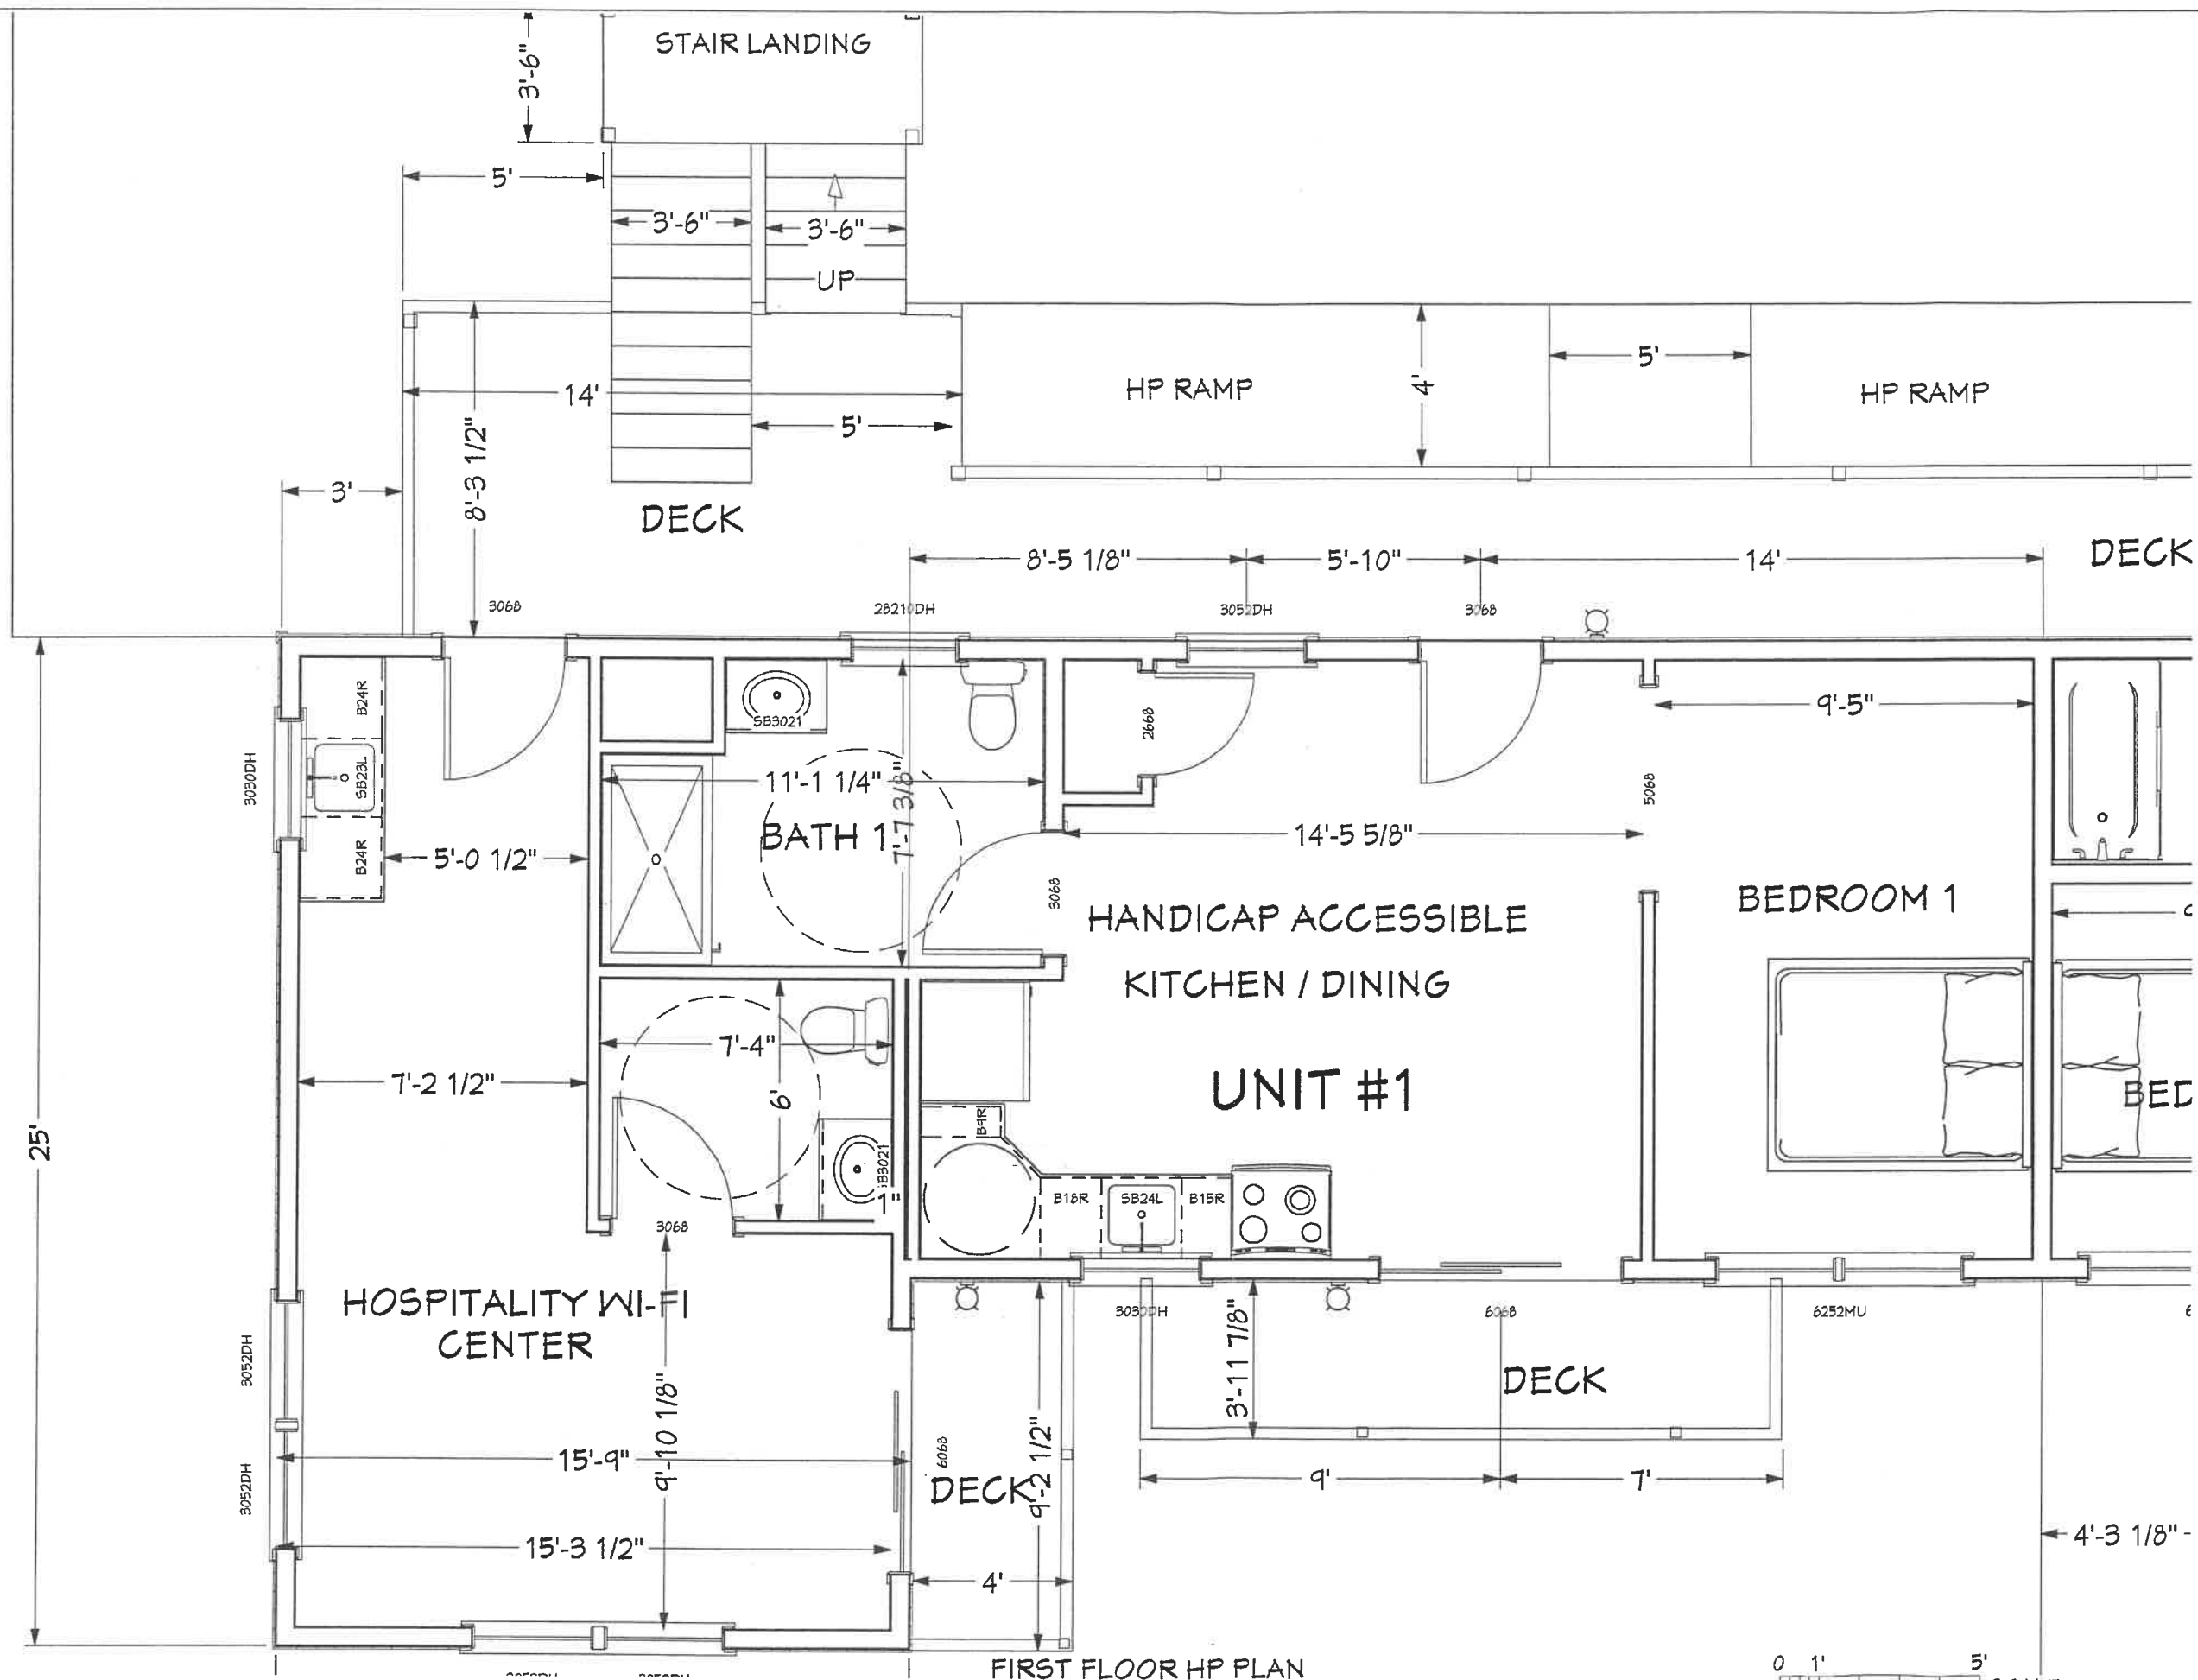 STAIR LANDING
3'-6"
5'
3'-6"
3'-6"
UP
5'
HP RAMP
4'
HP RAMP
14'
5'
8'-3 1/2"
3'
DECK
8'-5 1/8"
5'-10"
14'
DECK
3068
28210DH
3052DH
3068
B24R
SB3021
2668
9'-5"
3030DH
SB23L
11'-1 1/4"
7'-7 3/8"
5068
B24R
5'-0 1/2"
BATH 1
14'-5 5/8"
3068
HANDICAP ACCESSIBLE
KITCHEN / DINING
BEDROOM 1
7'-4"
7'-2 1/2"
6'
UNIT #1
BED
25'
B9R
SB3021
1"
B18R
SB24L
B15R
3068
HOSPITALITY WI-FI
CENTER
3030DH
6068
6252MU
3052DH
3'-11 7/8"
DECK
9'-10 1/8"
15'-9"
3052DH
DECK
6068
9'-2 1/2"
9'
7'
15'-3 1/2"
4'
4'-3 1/8"
FIRST FLOOR HP PLAN
0 1' 5'